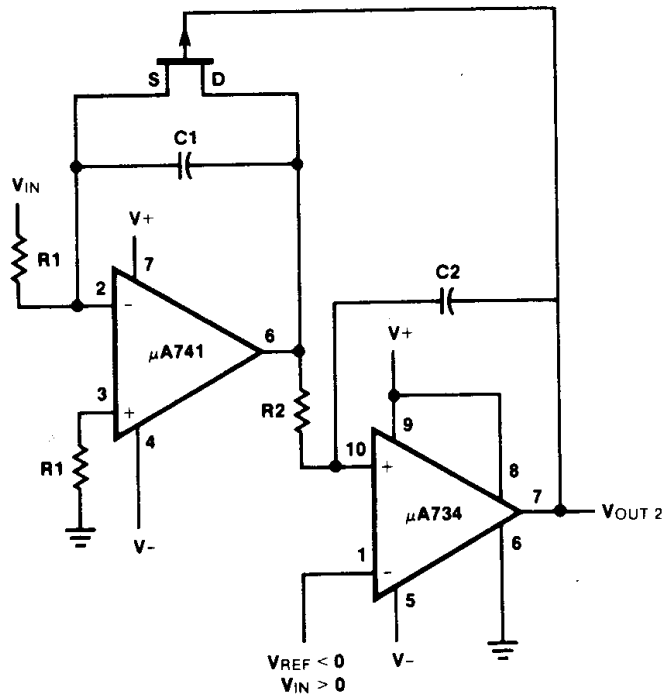 S D
C1
VIN
R1
V+
7
2
−
C2
μA741
6
V+
3
+
R2
4
9
R1
10
+
8
μA734
7
VOUT 2
6
V−
1
−
5
VREF < 0
V−
VIN > 0